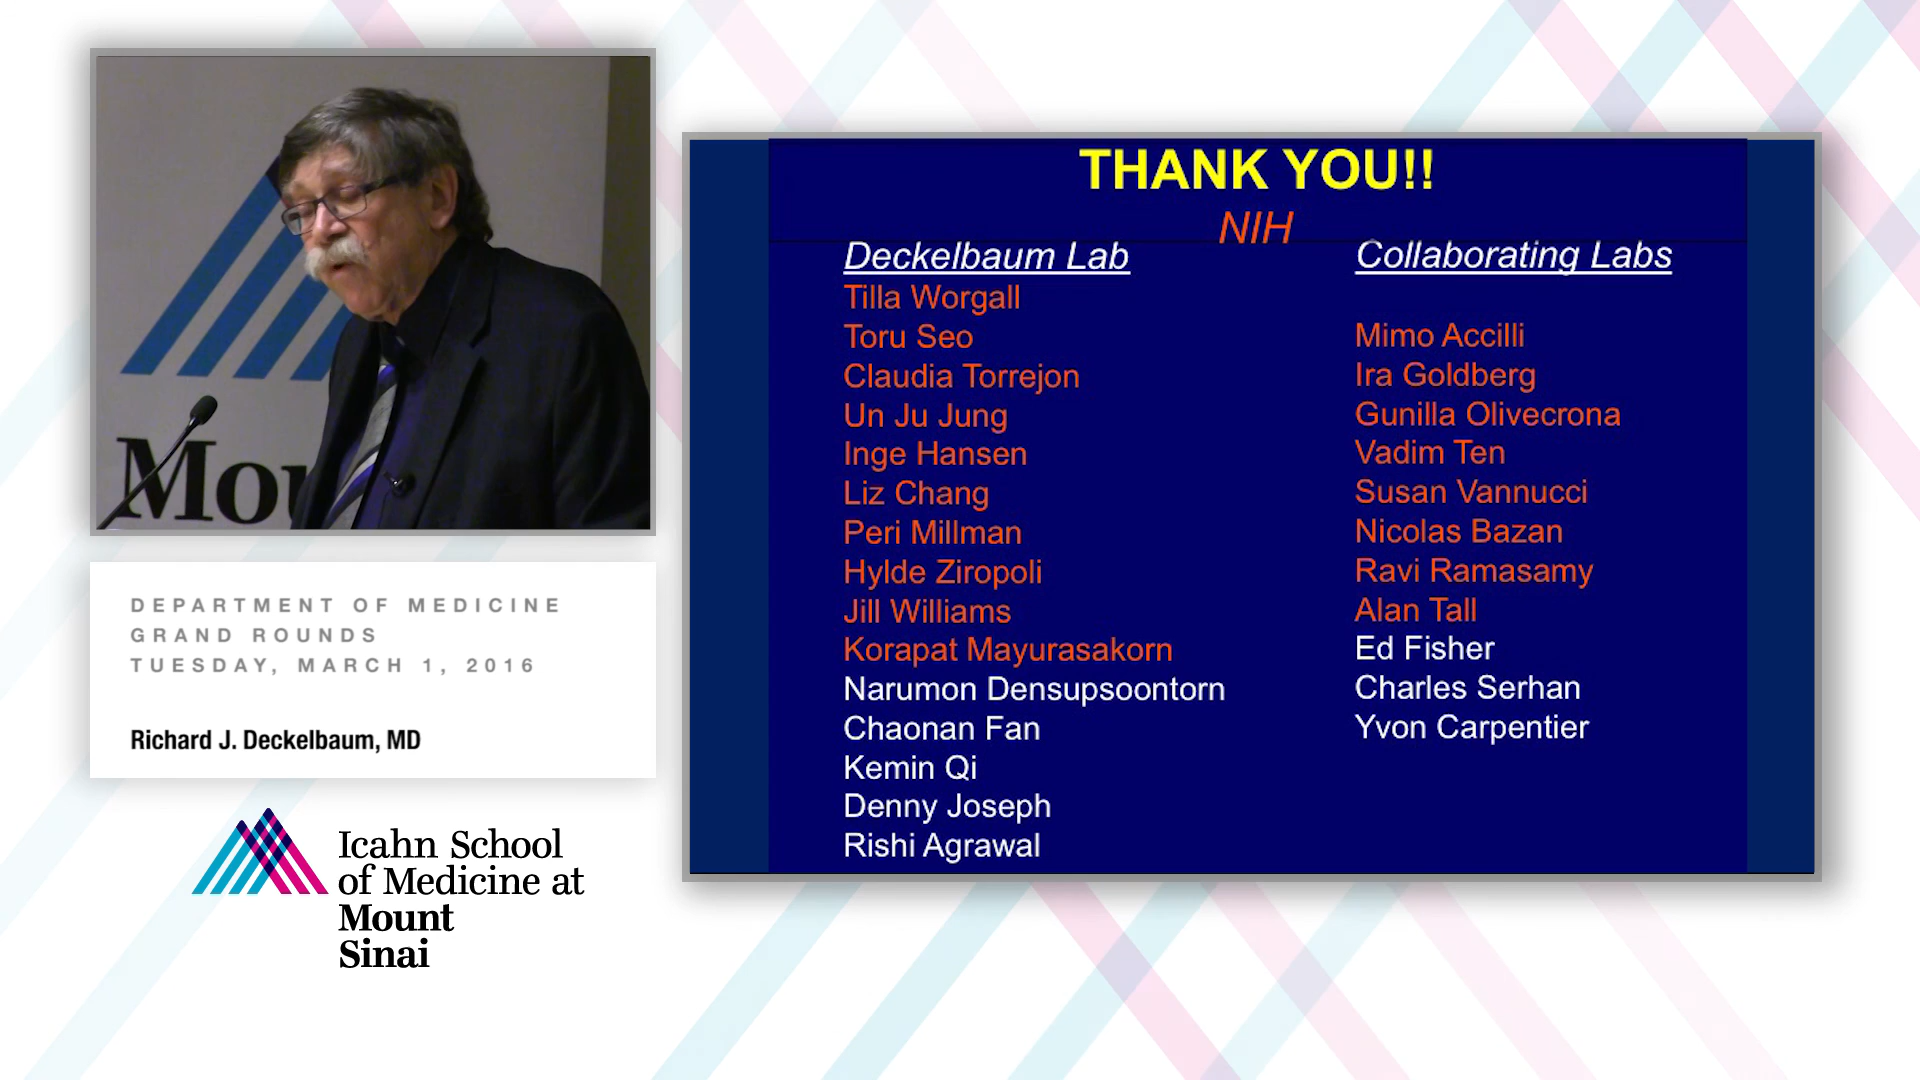 Mou
DEPARTMENT OF MEDICINE
GRAND ROUNDS
TUESDAY, MARCH 1, 2016
Richard J. Deckelbaum, MD
Icahn School
of Medicine at
Mount
Sinai
THANK YOU!!
NIH
Deckelbaum Lab
Tilla Worgall
Toru Seo
Claudia Torrejon
Un Ju Jung
Inge Hansen
Liz Chang
Peri Millman
Hylde Ziropoli
Jill Williams
Korapat Mayurasakorn
Narumon Densupsoontorn
Chaonan Fan
Kemin Qi
Denny Joseph
Rishi Agrawal
Collaborating Labs
Mimo Accilli
Ira Goldberg
Gunilla Olivecrona
Vadim Ten
Susan Vannucci
Nicolas Bazan
Ravi Ramasamy
Alan Tall
Ed Fisher
Charles Serhan
Yvon Carpentier